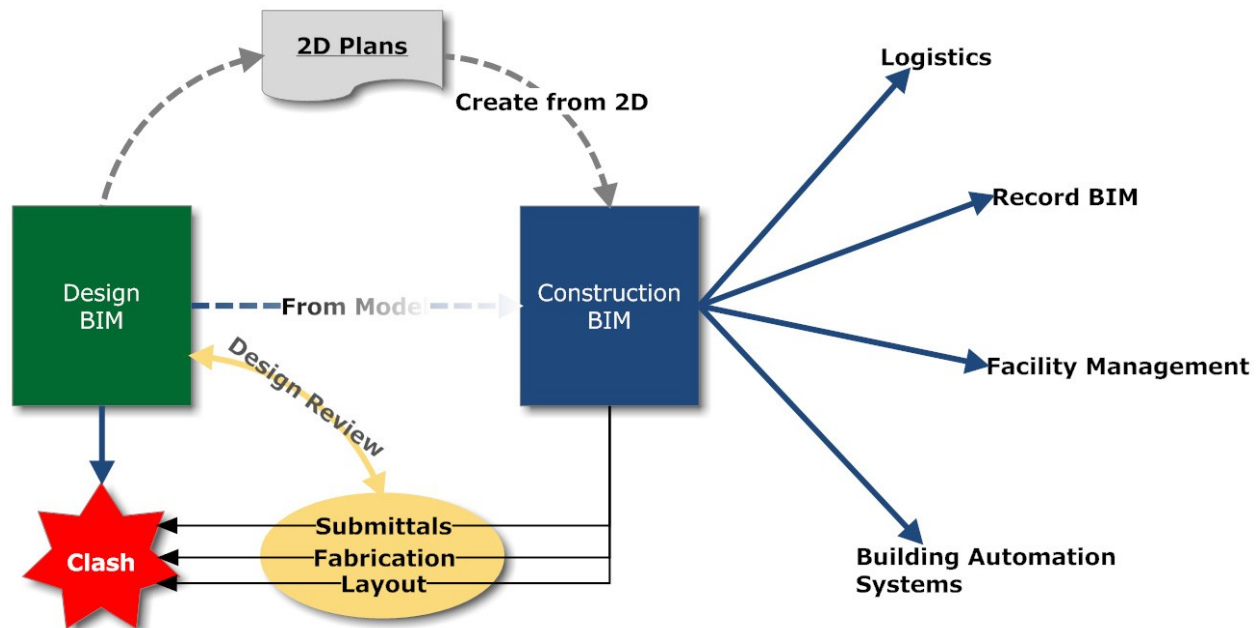 2D Plans
Create from 2D
Logistics
Record BIM
Design
BIM
From Model
Construction
BIM
Design Review
Facility Management
Submittals
Fabrication
Layout
Clash
Building Automation
Systems